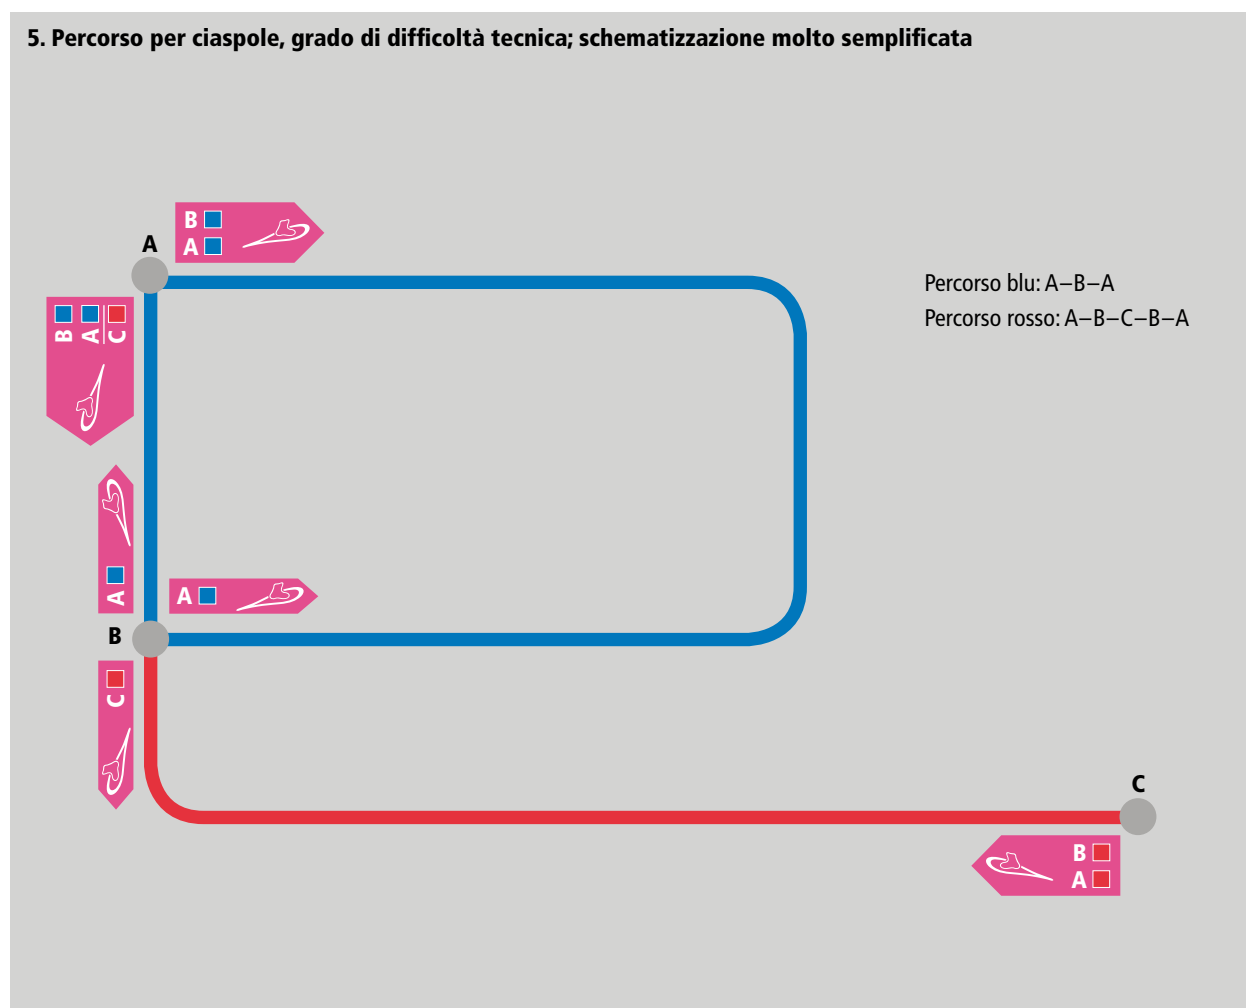 5. Percorso per ciaspole, grado di difficoltà tecnica; schematizzazione molto semplificata
B
A
A
Percorso blu: A–B–A
Percorso rosso: A–B–C–B–A
B
A
C
A
A
B
C
C
B
A